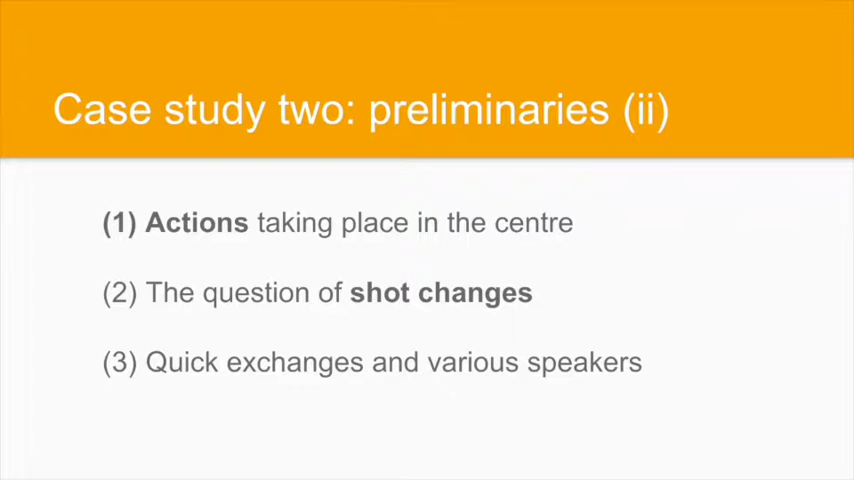 Case study two: preliminaries (ii)
(1) Actions taking place in the centre
(2) The question of shot changes
(3) Quick exchanges and various speakers